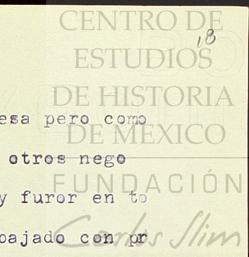 CENTRO DE
18
ESTUDIOS
DE HISTORIA
esa pero como
DE MEXICO
otros nego
FUNDACIÓN
y furor en to
Carlos Slim
bajado con pr